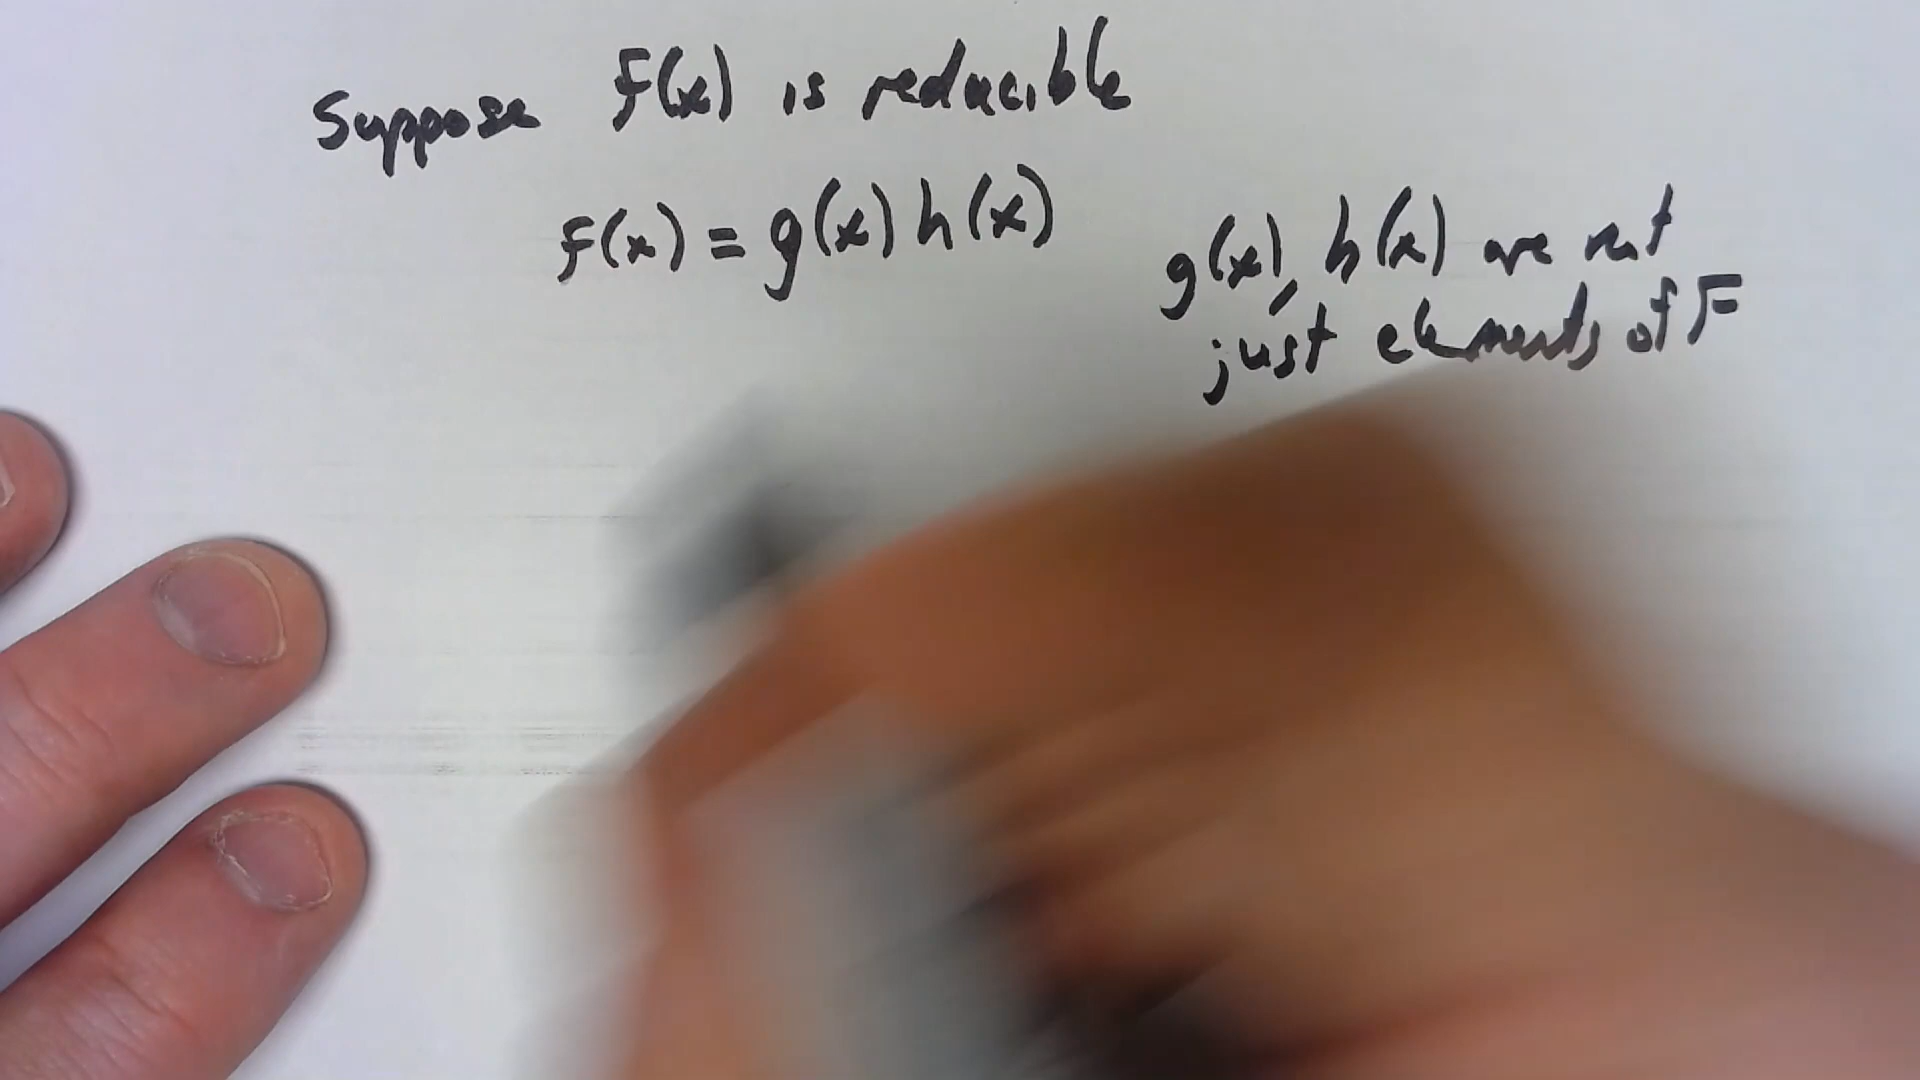 Suppose f(x) is reducible
f(x) = g(x) h(x)
g(x), h(x) are not
just elements of F